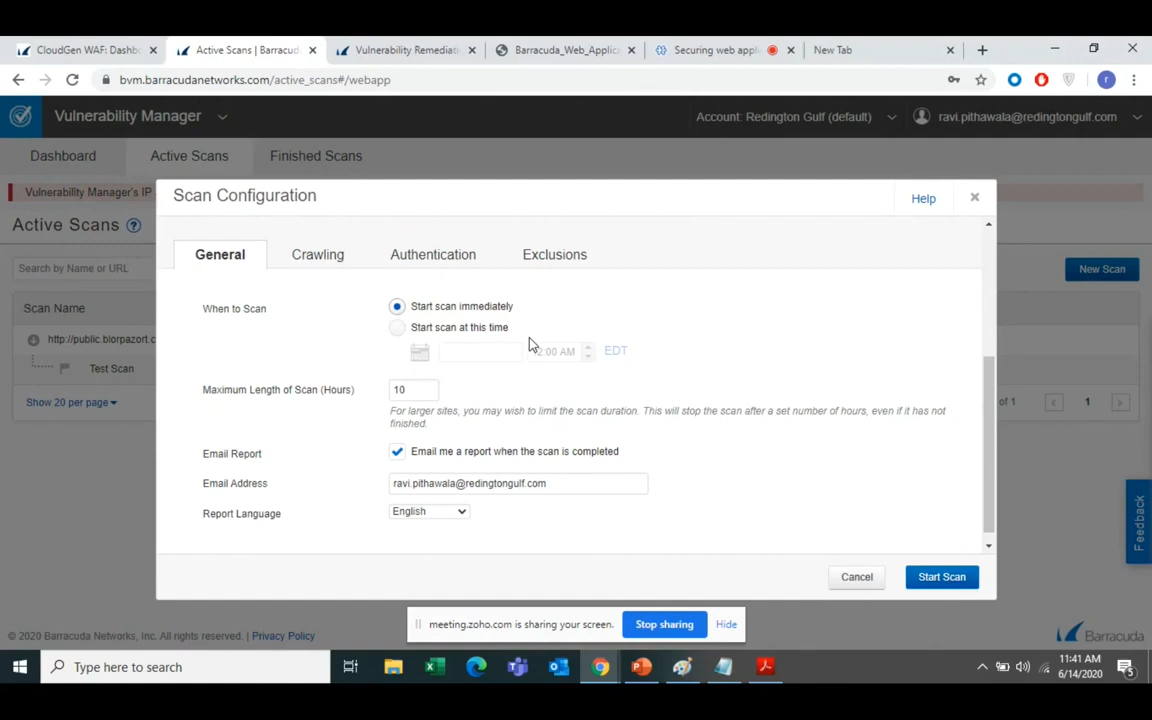 CloudGen WAF: Dashb
Active Scans | Barracud
Vulnerability Remediati
Barracuda_Web_Applic
Securing web appl
New Tab
bvm.barracudanetworks.com/active_scans#/webapp
r
Vulnerability Manager
Account: Redington Gulf (default)
ravi.pithawala@redingtongulf.com
Dashboard
Active Scans
Finished Scans
Vulnerability Manager's IP
Scan Configuration
Help
Active Scans ?
General
Crawling
Authentication
Exclusions
Search by Name or URL
New Scan
Scan Name
When to Scan
Start scan immediately
Start scan at this time
http://public.blorpazort.c
2:00 AM
EDT
Test Scan
Maximum Length of Scan (Hours)
10
Show 20 per page
of 1
1
For larger sites, you may wish to limit the scan duration. This will stop the scan after a set number of hours, even if it has not
finished.
Email Report
Email me a report when the scan is completed
Email Address
ravi.pithawala@redingtongulf.com
Report Language
English
Feedback
Cancel
Start Scan
meeting.zoho.com is sharing your screen.
Stop sharing
Hide
© 2020 Barracuda Networks, Inc. All rights reserved. | Privacy Policy
Barracuda
Type here to search
11:41 AM
6/14/2020
5